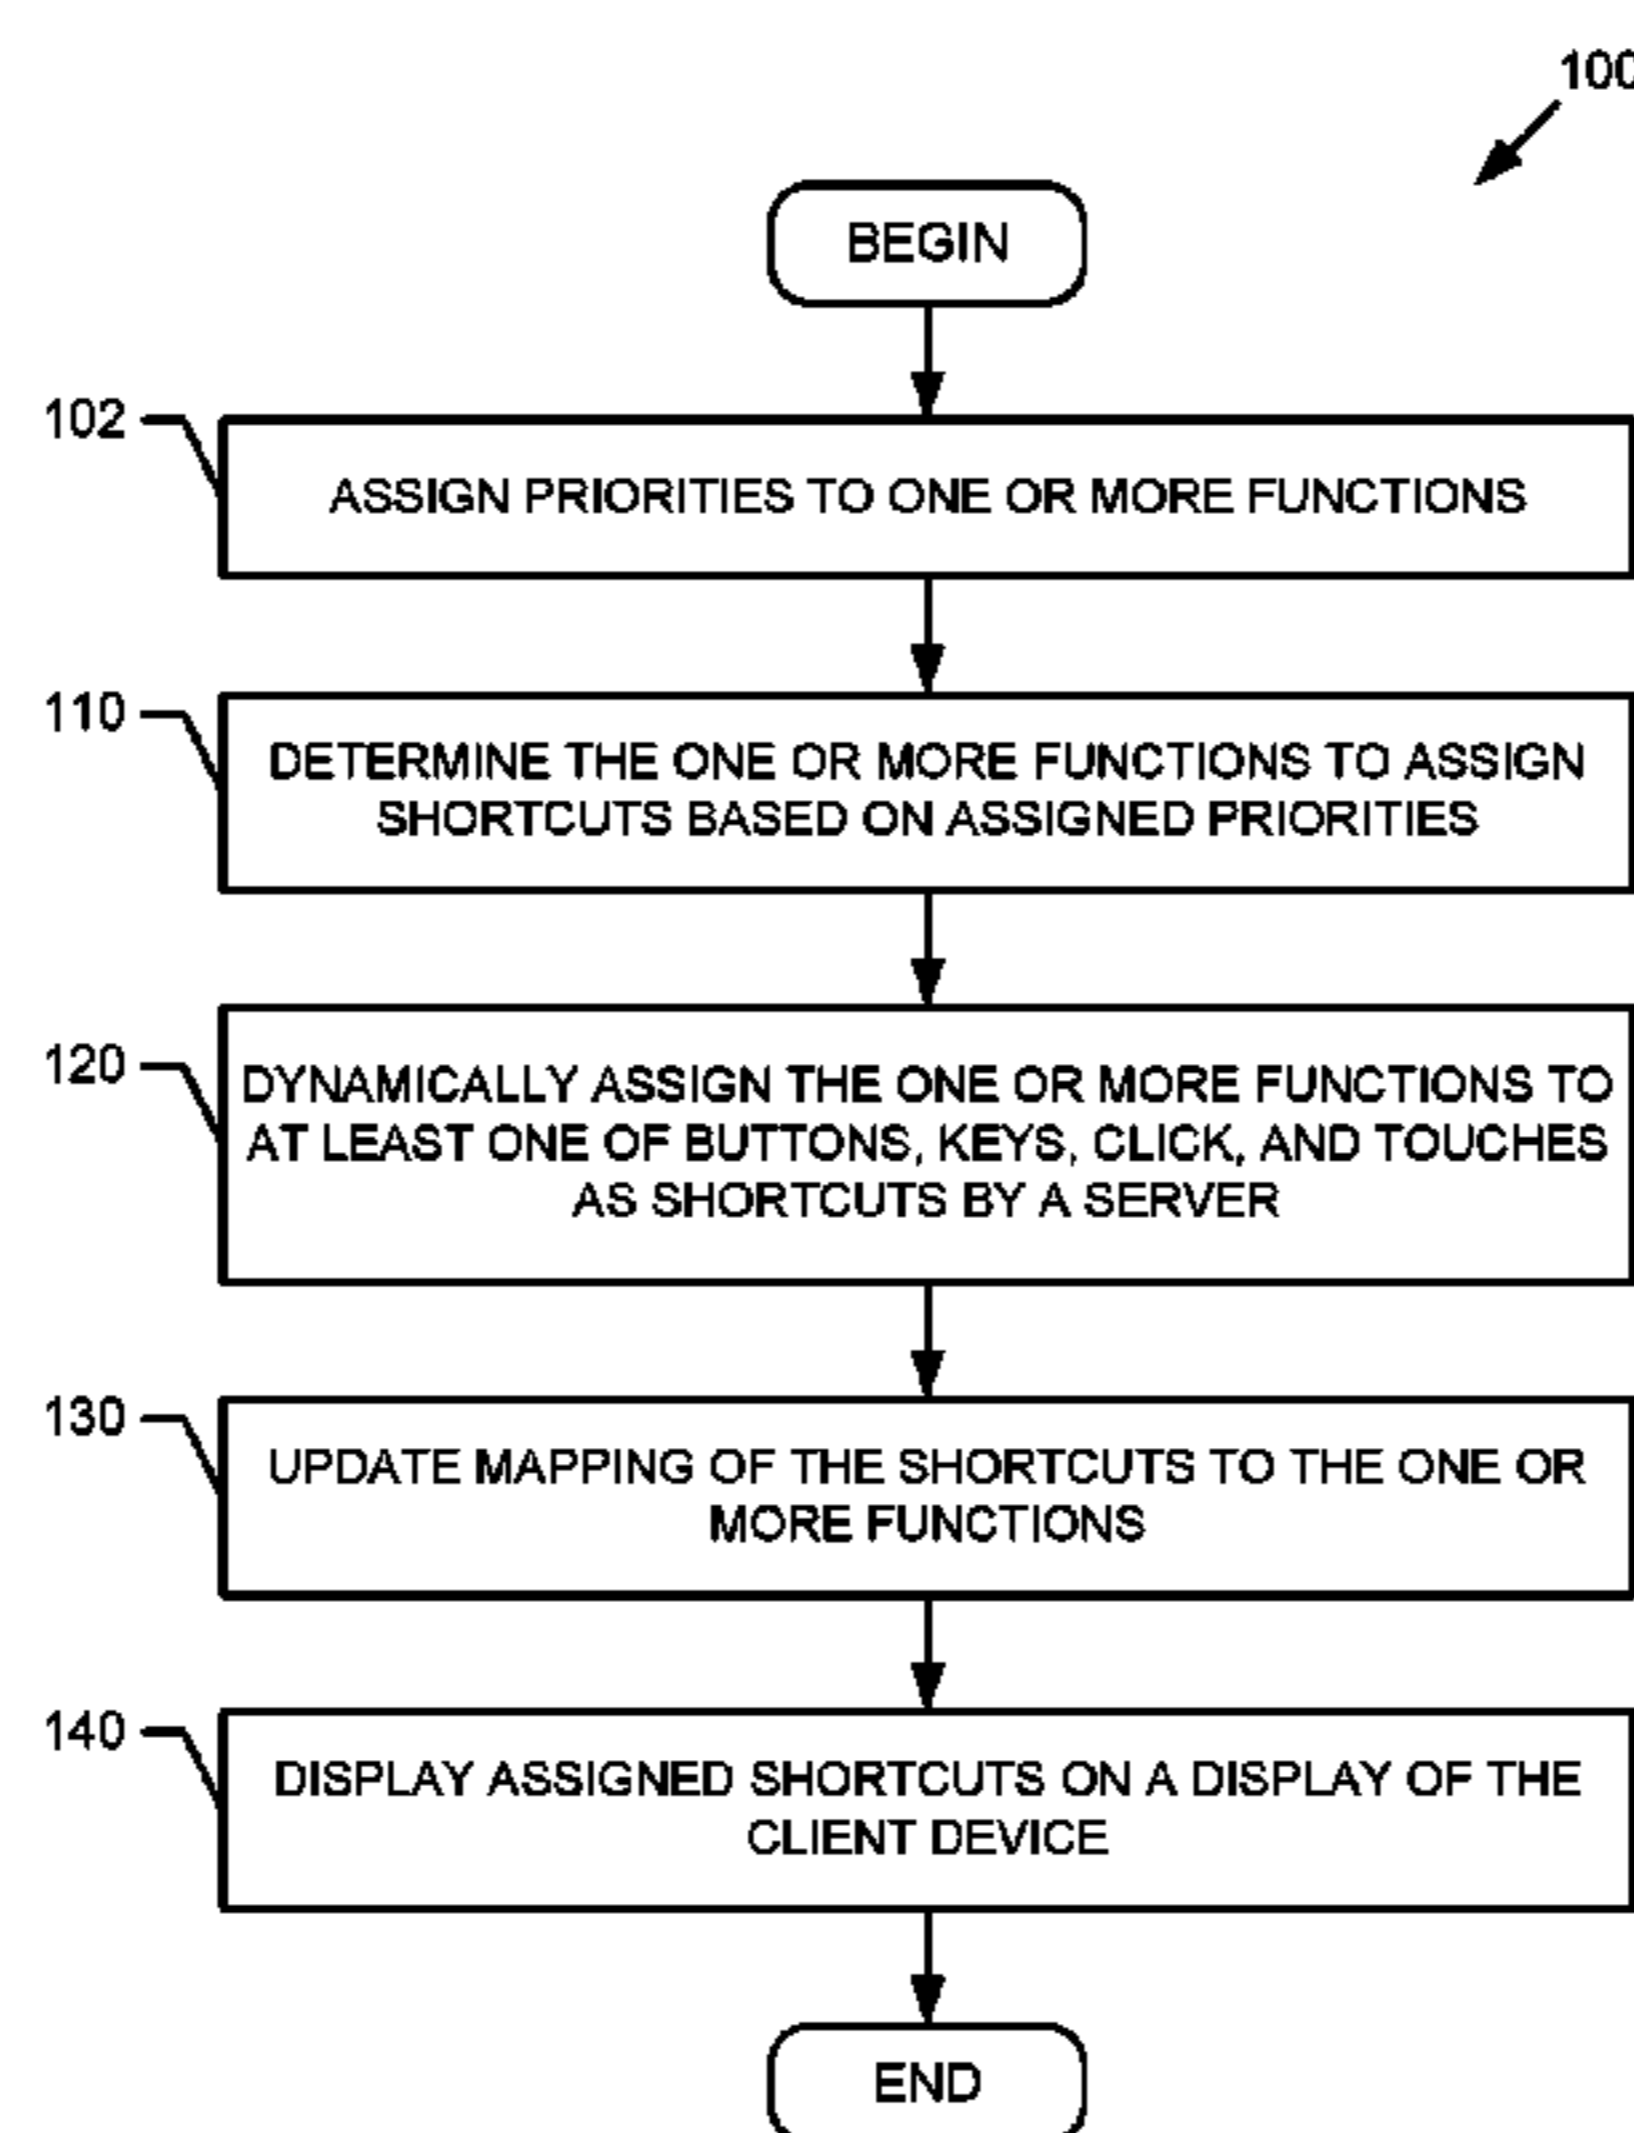 100
BEGIN
102
ASSIGN PRIORITIES TO ONE OR MORE FUNCTIONS
110
DETERMINE THE ONE OR MORE FUNCTIONS TO ASSIGN
SHORTCUTS BASED ON ASSIGNED PRIORITIES
120
DYNAMICALLY ASSIGN THE ONE OR MORE FUNCTIONS TO
AT LEAST ONE OF BUTTONS, KEYS, CLICK, AND TOUCHES
AS SHORTCUTS BY A SERVER
130
UPDATE MAPPING OF THE SHORTCUTS TO THE ONE OR
MORE FUNCTIONS
140
DISPLAY ASSIGNED SHORTCUTS ON A DISPLAY OF THE
CLIENT DEVICE
END